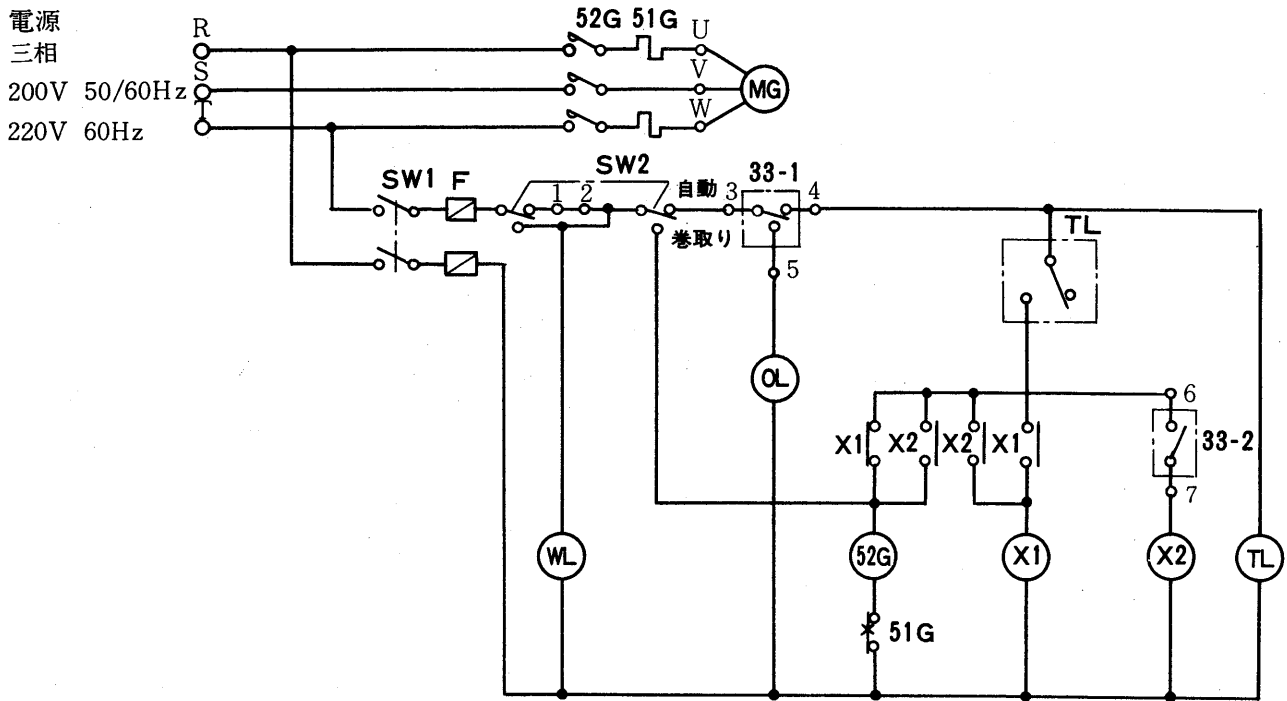 電源
三相
200V 50/60Hz
220V 60Hz
R
S
T
52G 51G
U
V
W
MG
SW1 F
SW2
1 2
自動
巻取り
3
33-1
4
5
TL
OL
X1
X2
X2
X1
6
33-2
7
WL
52G
X1
X2
TL
51G